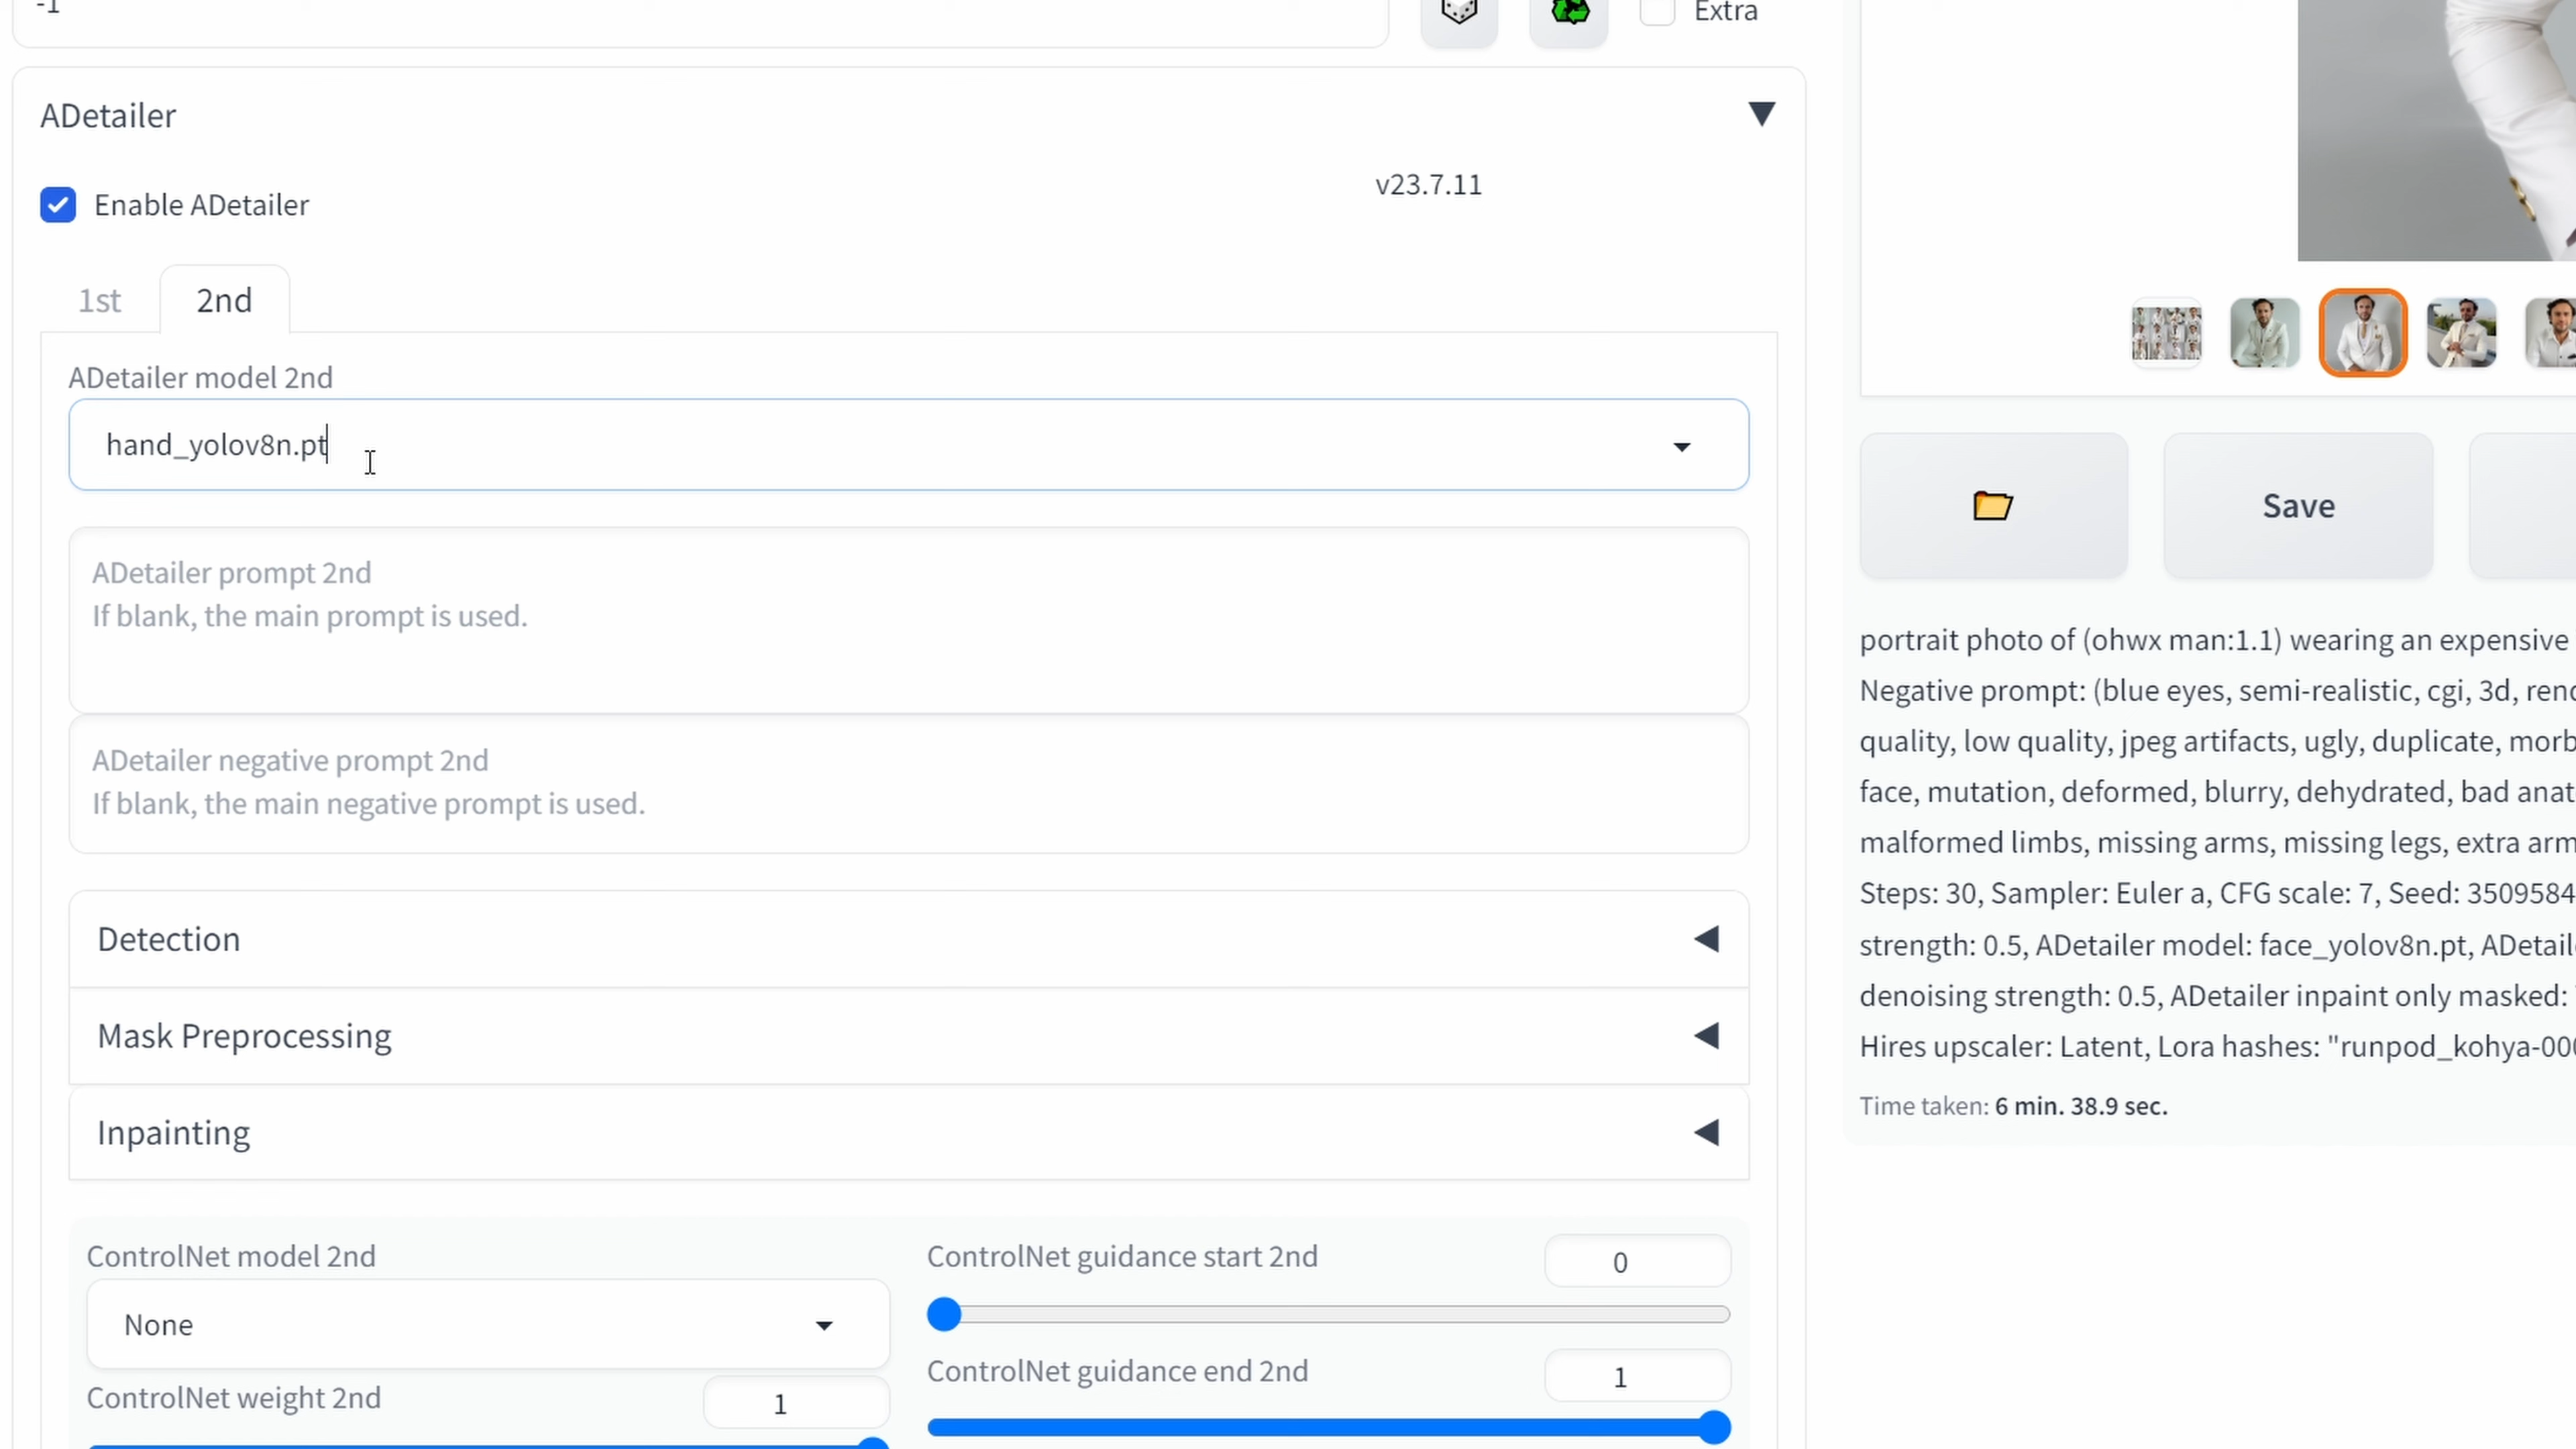 -1
Extra
ADetailer
v23.7.11
Enable ADetailer
1st
2nd
ADetailer model 2nd
hand_yolov8n.pt
ADetailer prompt 2nd
If blank, the main prompt is used.
ADetailer negative prompt 2nd
If blank, the main negative prompt is used.
Detection
Mask Preprocessing
Inpainting
ControlNet model 2nd
None
ControlNet weight 2nd
1
ControlNet guidance start 2nd
0
ControlNet guidance end 2nd
1
Save
portrait photo of (ohwx man:1.1) wearing an expensive
Negative prompt: (blue eyes, semi-realistic, cgi, 3d,
quality, low quality, jpeg artifacts, ugly, duplicate,
face, mutation, deformed, blurry, dehydrated, bad
malformed limbs, missing arms, missing legs, extra
Steps: 30, Sampler: Euler a, CFG scale: 7, Seed: 3509584
strength: 0.5, ADetailer model: face_yolov8n.pt,
denoising strength: 0.5, ADetailer inpaint only masked:
Hires upscaler: Latent, Lora hashes: "runpod_kohya-000
Time taken: 6 min. 38.9 sec.